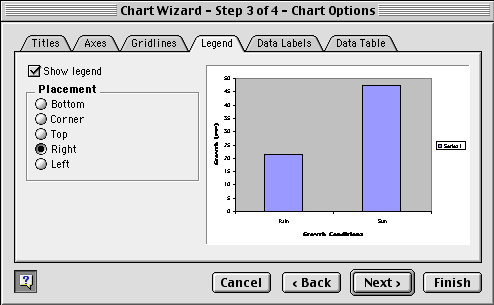 Chart Wizard – Step 3 of 4 – Chart Options
Titles Axes Gridlines Legend Data Labels Data Table
Show legend
Placement
Bottom
Corner
Top
Right
Left
50
45
40
35
30
25
20
15
10
5
0
Growth (mm)
Rain Sun
Growth Conditions
Series1
?
Cancel ‹ Back Next › Finish